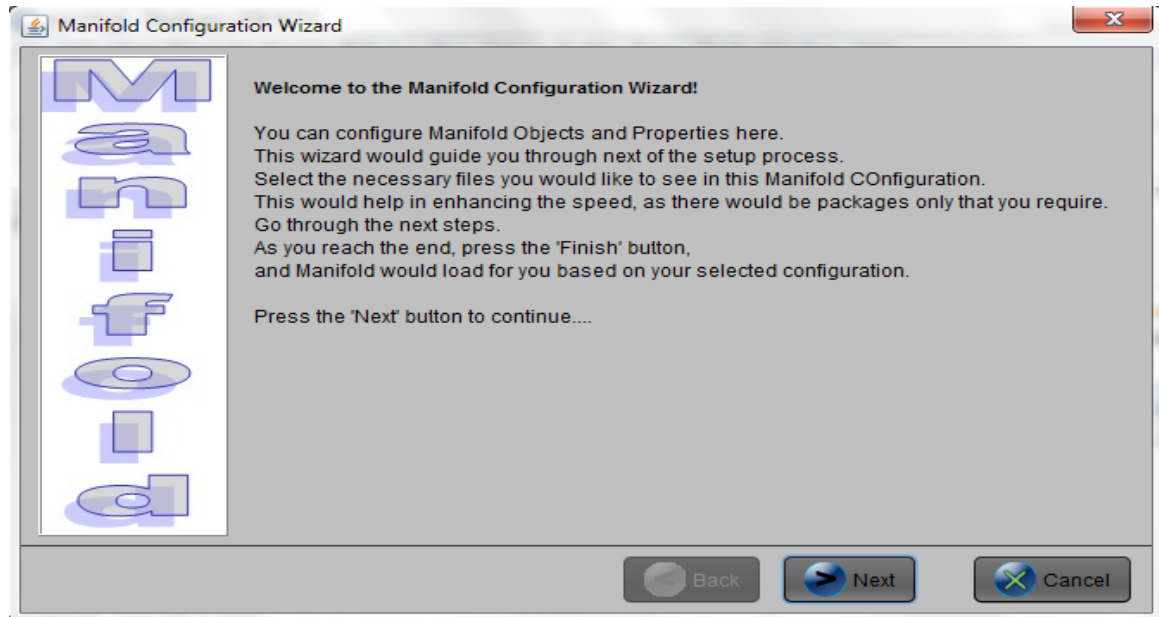 Manifold Configuration Wizard
Manifold
Welcome to the Manifold Configuration Wizard!
You can configure Manifold Objects and Properties here.
This wizard would guide you through next of the setup process.
Select the necessary files you would like to see in this Manifold COnfiguration.
This would help in enhancing the speed, as there would be packages only that you require.
Go through the next steps.
As you reach the end, press the 'Finish' button,
and Manifold would load for you based on your selected configuration.
Press the 'Next' button to continue....
Back
Next
Cancel